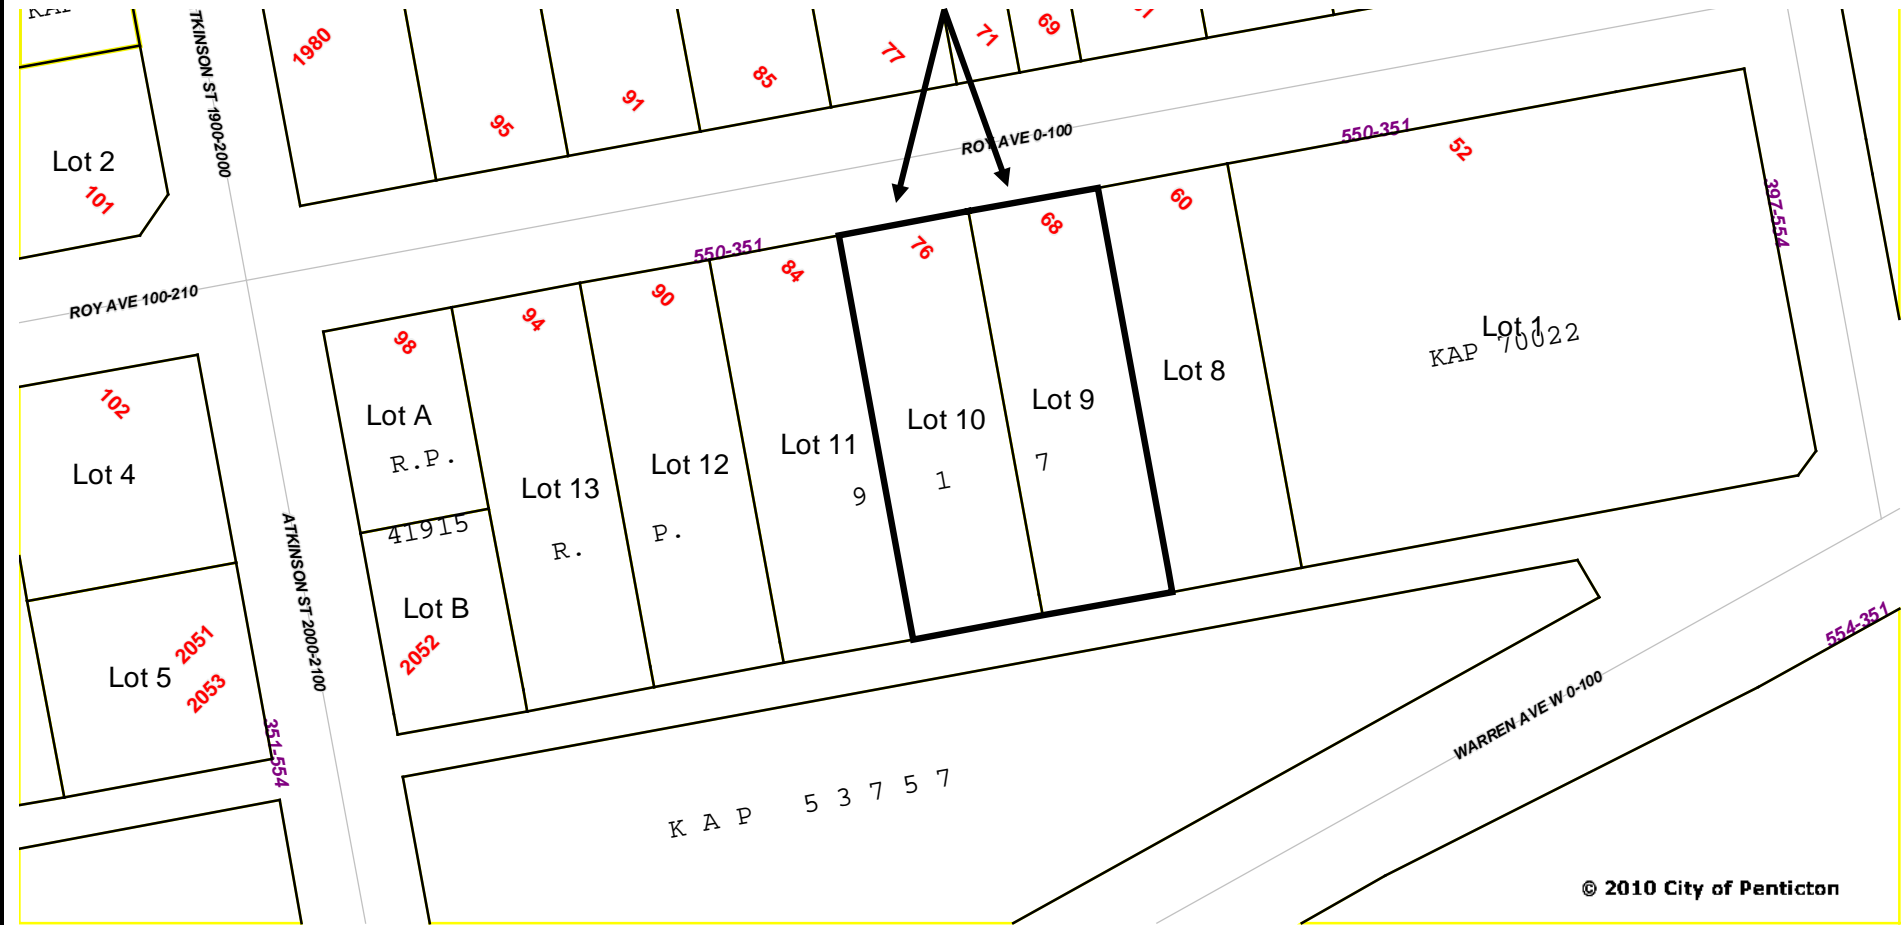 ATKINSON ST 1900-2000
1980
95
91
85
77
71
69
Lot 2
101
ROY AVE 0-100
550-351
52
397-554
ROY AVE 100-210
550-351
98
94
90
84
76
68
60
102
Lot 4
Lot A
R.P.
41915
Lot 13
R.
Lot 12
P.
Lot 11
9
Lot 10
1
Lot 9
7
Lot 8
Lot 1
KAP 70022
ATKINSON ST 2000-2100
Lot B
2052
Lot 5
2051
2053
351-554
554-351
WARREN AVE W 0-100
KAP 53757
© 2010 City of Penticton